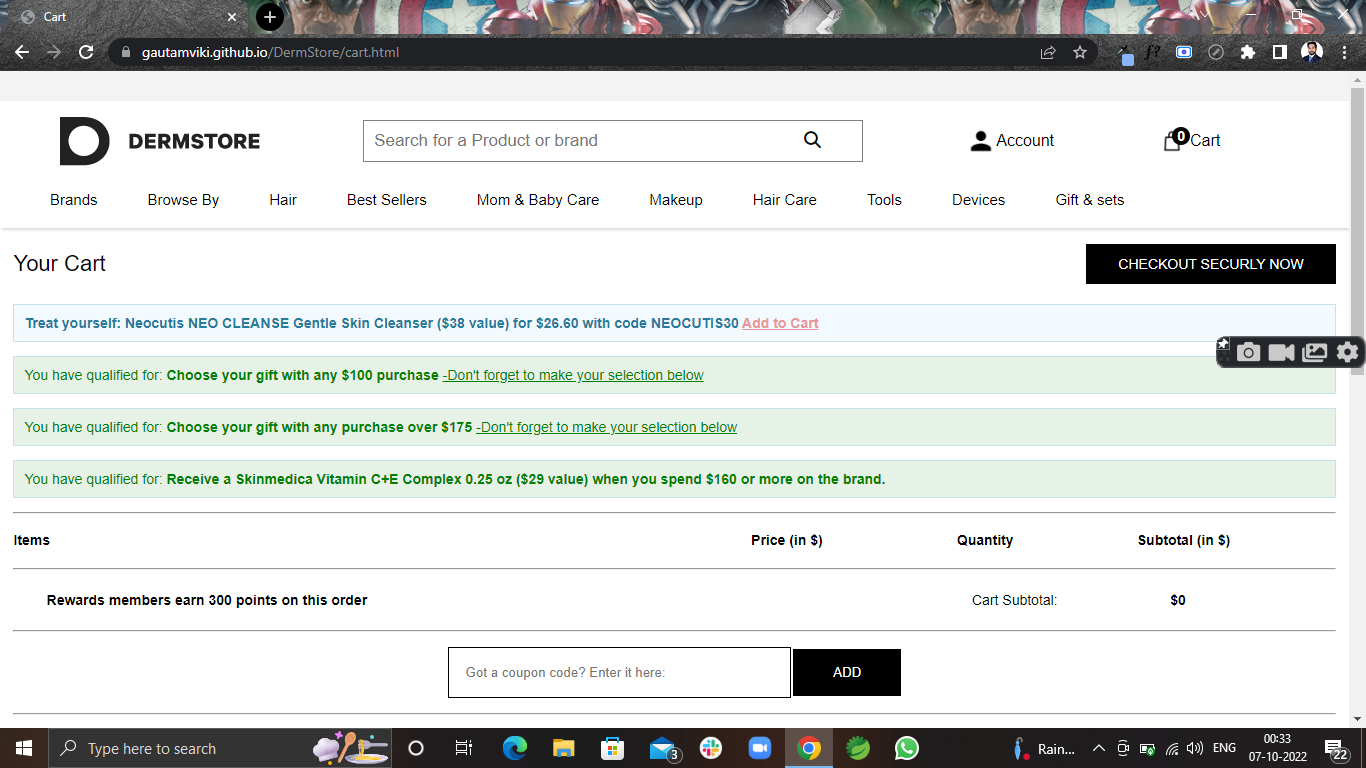 Cart
gautamviki.github.io/DermStore/cart.html
DERMSTORE
Search for a Product or brand
Account
0
Cart
Brands
Browse By
Hair
Best Sellers
Mom & Baby Care
Makeup
Hair Care
Tools
Devices
Gift & sets
Your Cart
CHECKOUT SECURLY NOW
Treat yourself: Neocutis NEO CLEANSE Gentle Skin Cleanser ($38 value) for $26.60 with code NEOCUTIS30 Add to Cart
You have qualified for: Choose your gift with any $100 purchase -Don't forget to make your selection below
You have qualified for: Choose your gift with any purchase over $175 -Don't forget to make your selection below
You have qualified for: Receive a Skinmedica Vitamin C+E Complex 0.25 oz ($29 value) when you spend $160 or more on the brand.
Items
Price (in $)
Quantity
Subtotal (in $)
Rewards members earn 300 points on this order
Cart Subtotal:
$0
Got a coupon code? Enter it here:
ADD
Type here to search
3
Rain...
ENG
00:33
07-10-2022
22